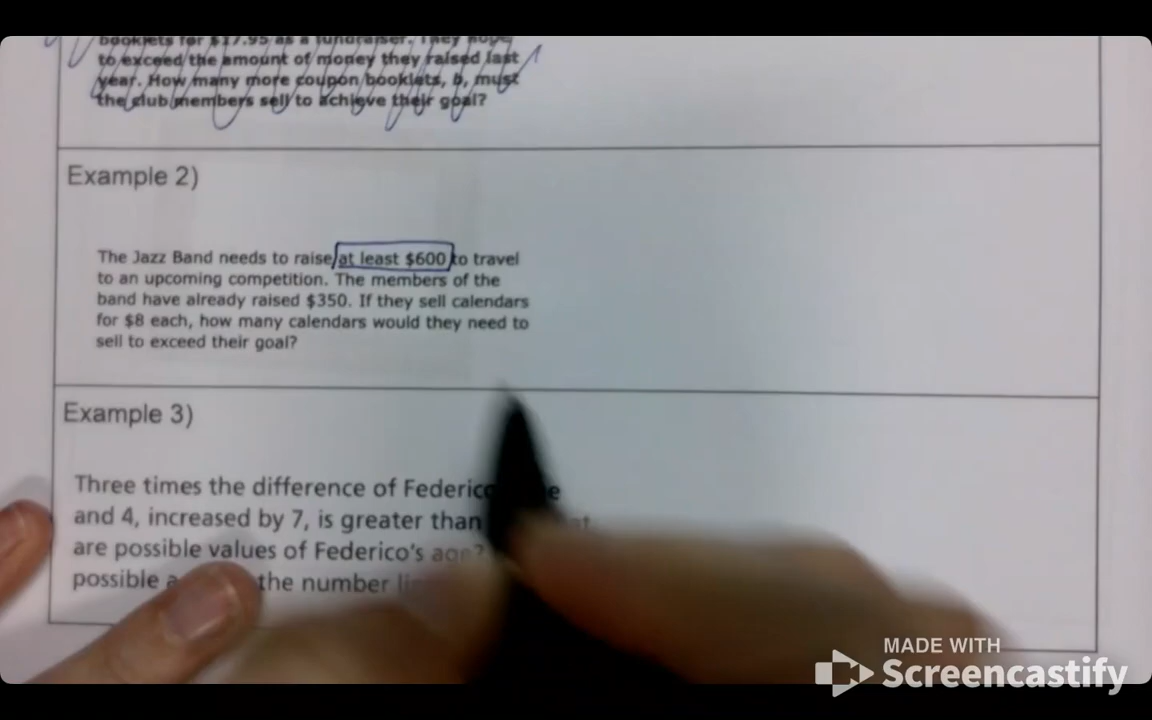 booklets for $17.95 as a fundraiser. They hope
to exceed the amount of money they raised last
year. How many more coupon booklets, b, must
the club members sell to achieve their goal?
Example 2)
The Jazz Band needs to raise at least $600 to travel
to an upcoming competition. The members of the
band have already raised $350. If they sell calendars
for $8 each, how many calendars would they need to
sell to exceed their goal?
Example 3)
Three times the difference of
and 4, increased by 7, is greater than
are possible values of Federico's age?
possible the number
MADE WITH
Screencastify